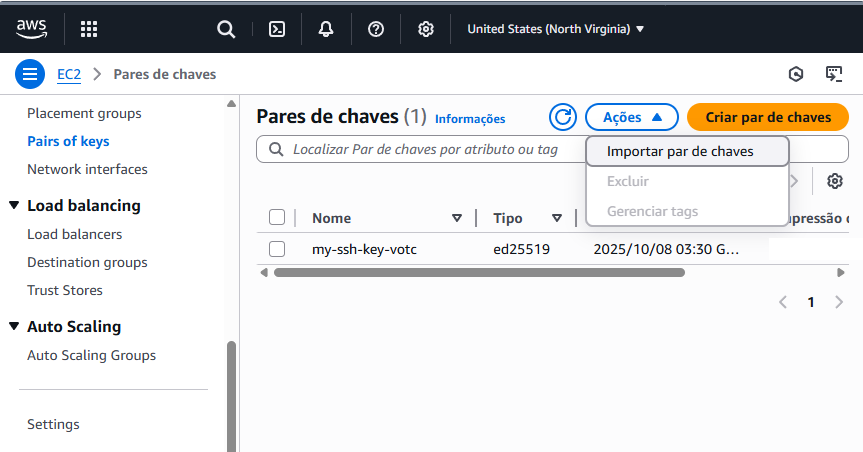 aws
United States (North Virginia)
EC2 > Pares de chaves
Placement groups
Pairs of keys
Network interfaces
Load balancing
Load balancers
Destination groups
Trust Stores
Auto Scaling
Auto Scaling Groups
Settings
Pares de chaves (1) Informações
Ações
Criar par de chaves
Localizar Par de chaves por atributo ou tag
Importar par de chaves
Excluir
Gerenciar tags
Nome Tipo
my-ssh-key-votc ed25519 2025/10/08 03:30 G...
1